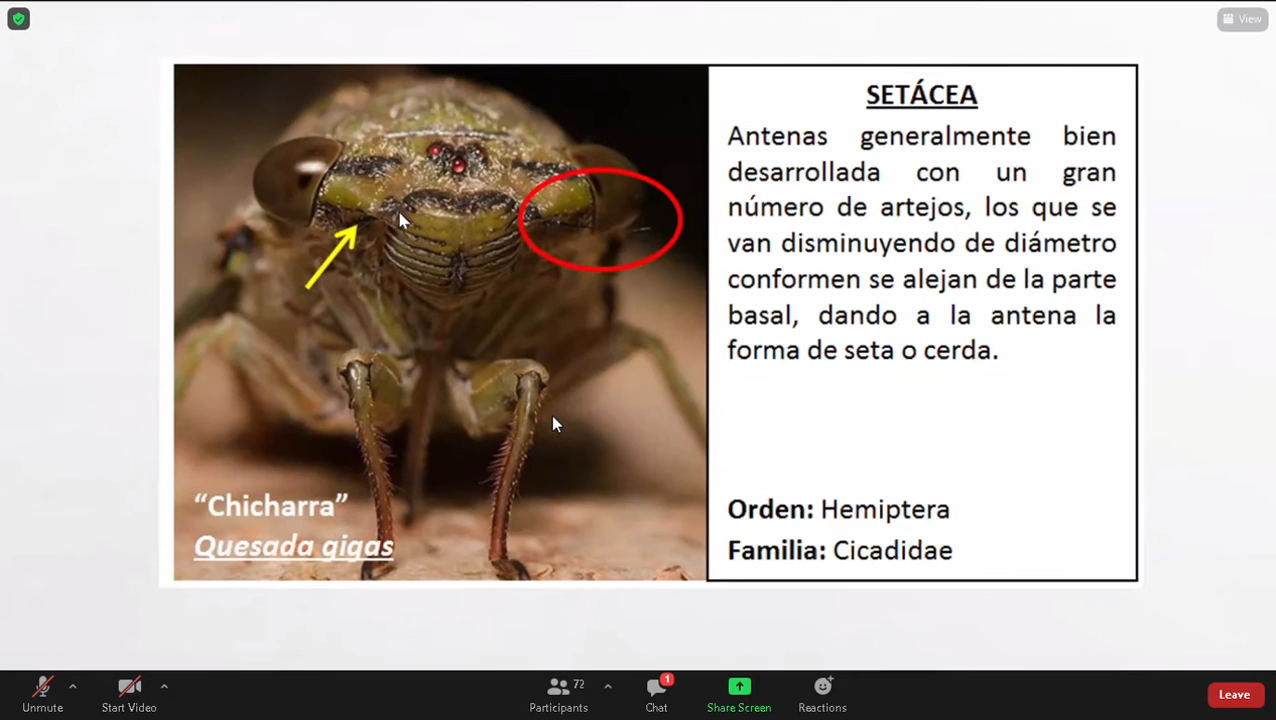 View
SETÁCEA
Antenas generalmente bien
desarrollada con un gran
número de artejos, los que se
van disminuyendo de diámetro
conformen se alejan de la parte
basal, dando a la antena la
forma de seta o cerda.
“Chicharra”
Quesada gigas
Orden: Hemiptera
Familia: Cicadidae
Unmute
Start Video
72
Participants
1
Chat
Share Screen
Reactions
Leave